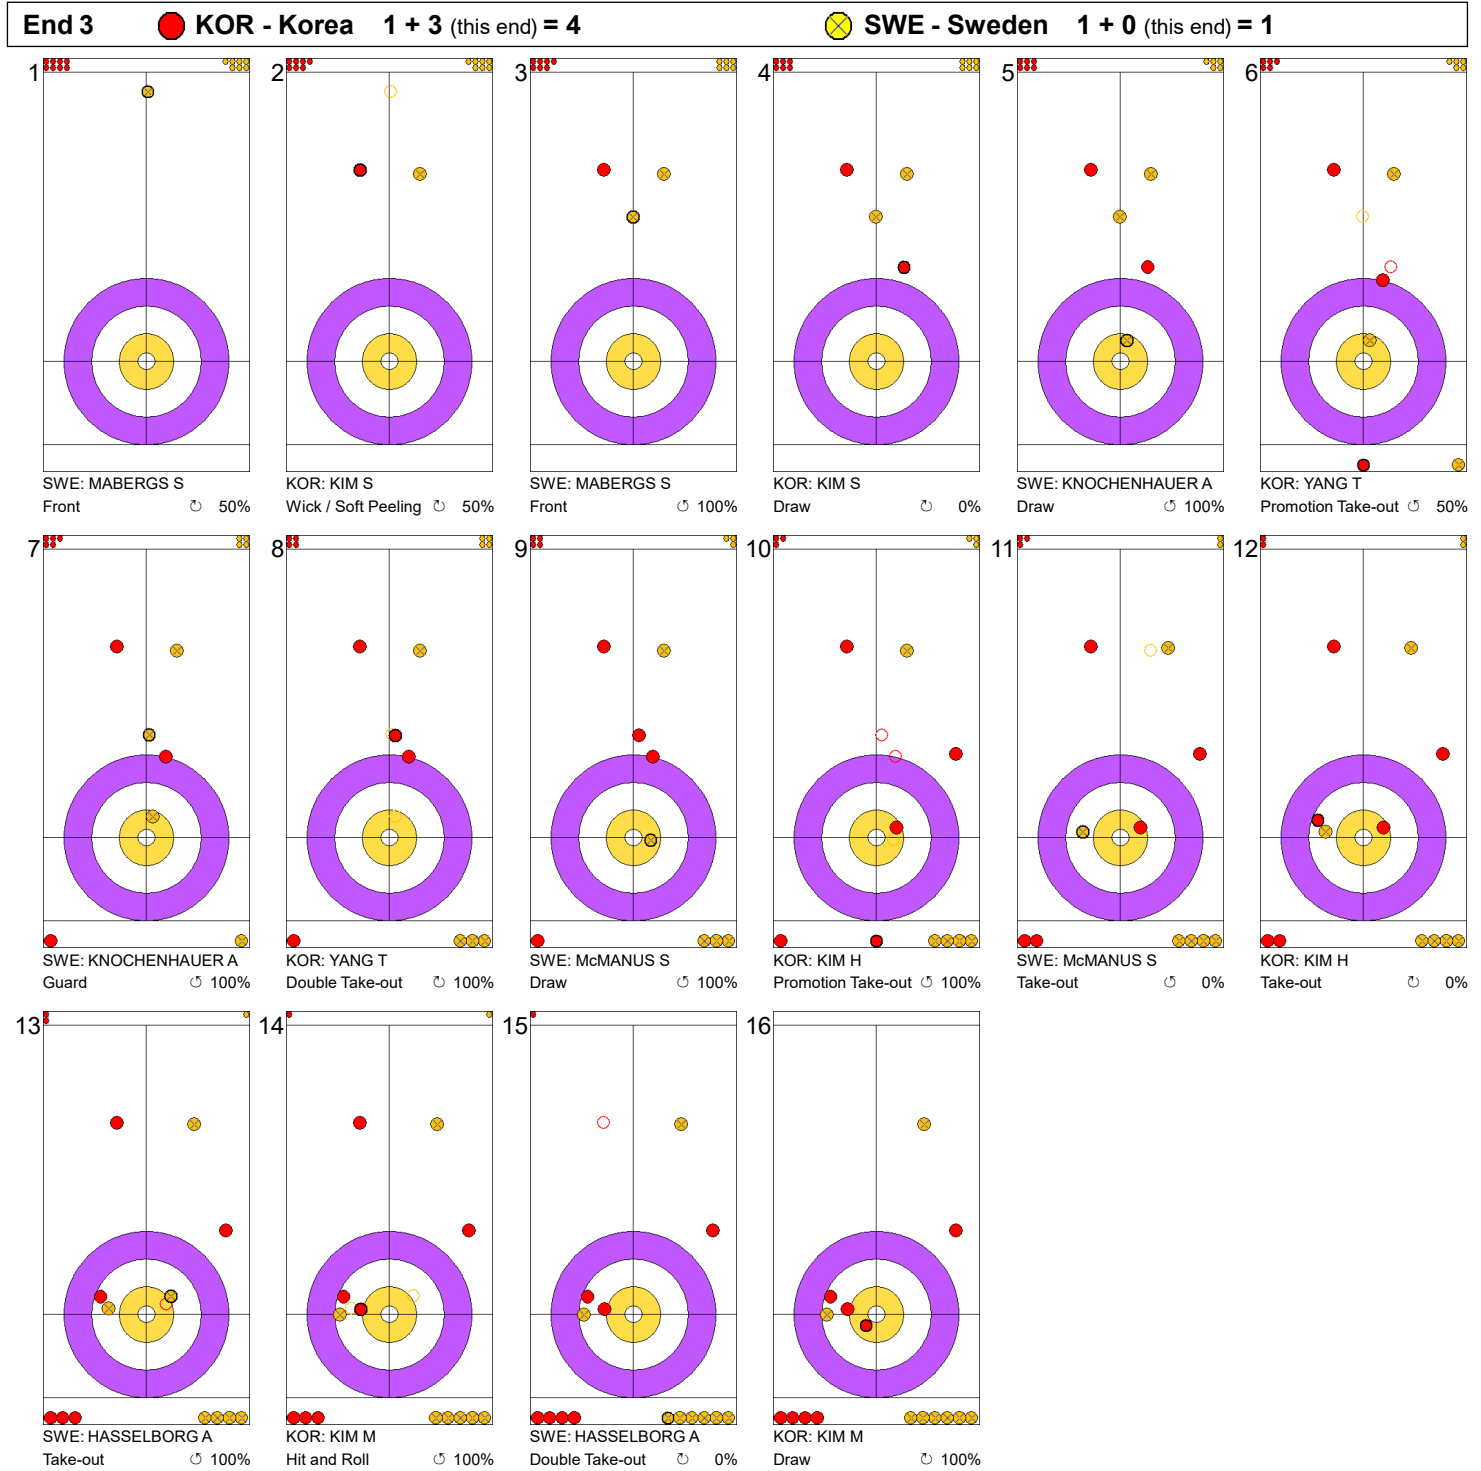 End 3 KOR - Korea 1 + 3 (this end) = 4 SWE - Sweden 1 + 0 (this end) = 1
1 2 3 4 5 6
SWE: MABERGS S KOR: KIM S SWE: MABERGS S KOR: KIM S SWE: KNOCHENHAUER A KOR: YANG T
Front ↻ 50% Wick / Soft Peeling ↻ 50% Front ↺ 100% Draw ↻ 0% Draw ↺ 100% Promotion Take-out ↺ 50%
7 8 9 10 11 12
SWE: KNOCHENHAUER A KOR: YANG T SWE: McMANUS S KOR: KIM H SWE: McMANUS S KOR: KIM H
Guard ↺ 100% Double Take-out ↻ 100% Draw ↺ 100% Promotion Take-out ↺ 100% Take-out ↺ 0% Take-out ↻ 0%
13 14 15 16
SWE: HASSELBORG A KOR: KIM M SWE: HASSELBORG A KOR: KIM M
Take-out ↺ 100% Hit and Roll ↺ 100% Double Take-out ↻ 0% Draw ↺ 100%